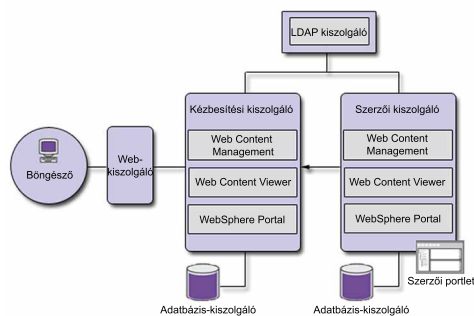 LDAP kiszolgáló
Kézbesítési kiszolgáló
Szerzői kiszolgáló
Web Content
Management
Web Content
Management
Web-
kiszolgáló
Böngésző
Web Content Viewer
Web Content Viewer
WebSphere Portal
WebSphere Portal
Szerzői portlet
Adatbázis-kiszolgáló
Adatbázis-kiszolgáló